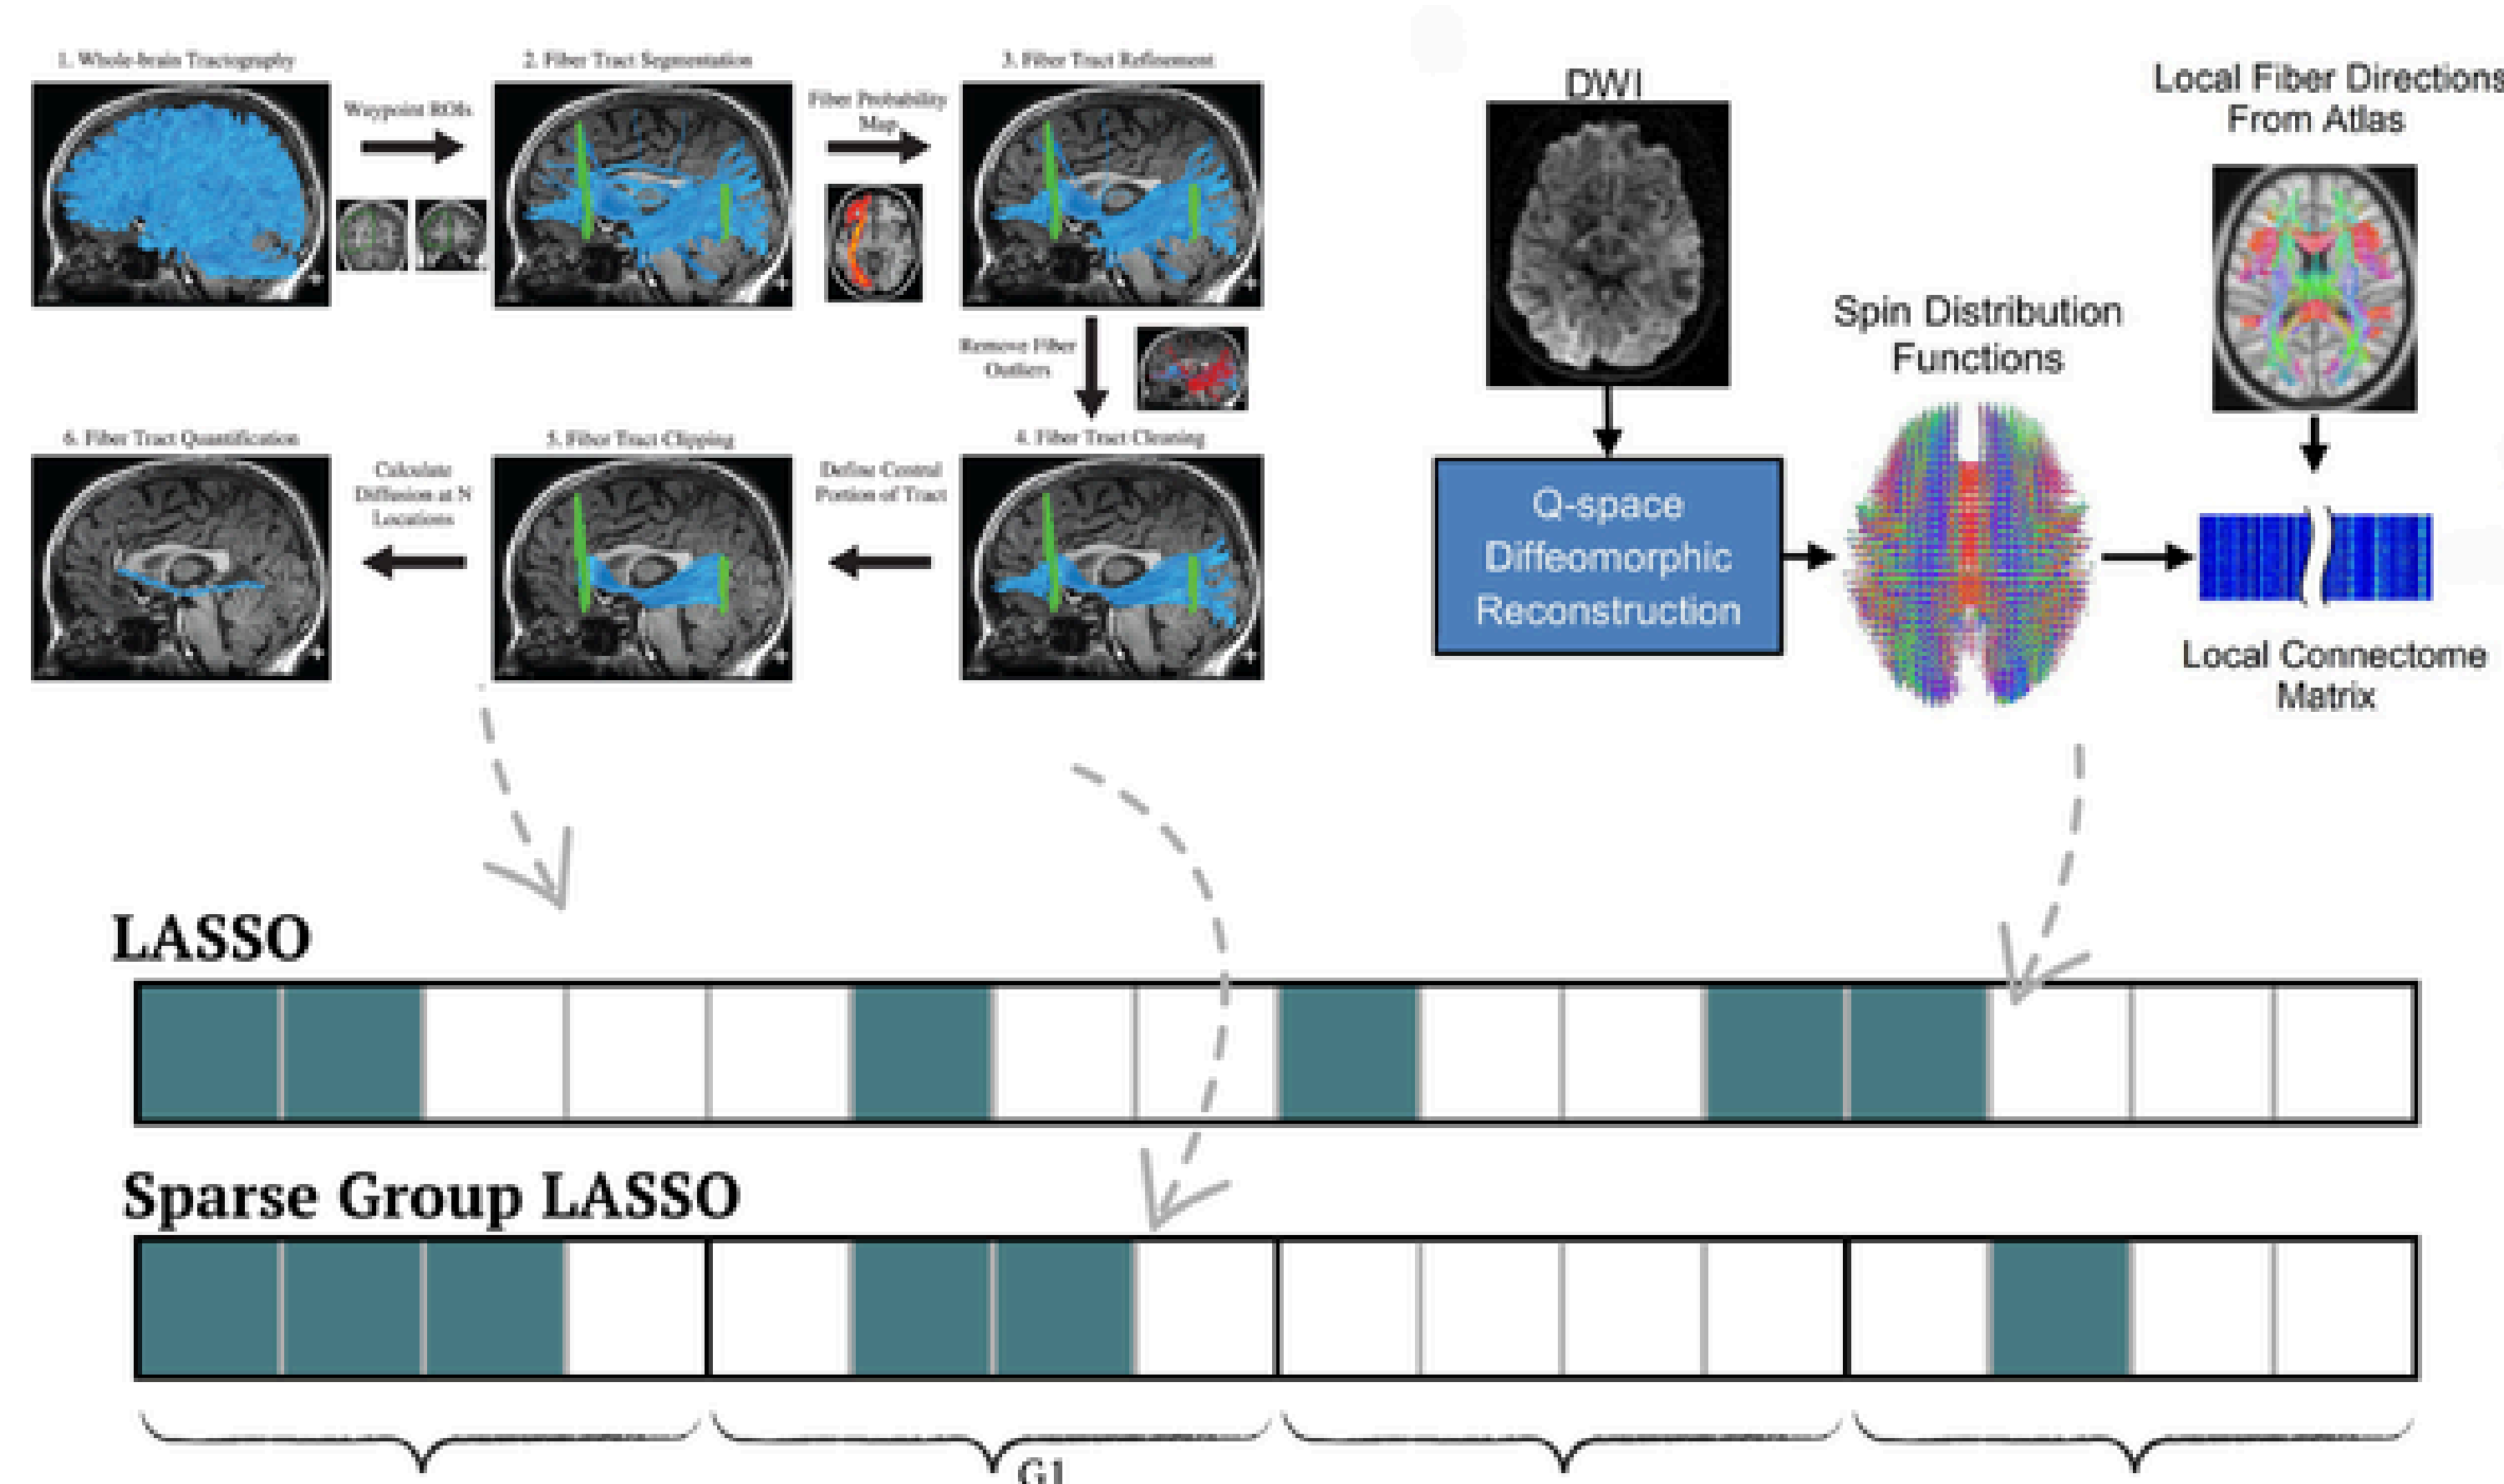 1. Whole-brain Tractography
Waypoint ROIs
2. Fiber Tract Segmentation
Fiber Probability
Map
3. Fiber Tract Refinement
Remove Fiber
Outliers
4. Fiber Tract Cleaning
Define Central
Portion of Tract
5. Fiber Tract Clipping
Calculate
Diffusion at N
Locations
6. Fiber Tract Quantification
DWI
Q-space
Diffeomorphic
Reconstruction
Spin Distribution
Functions
Local Fiber Directions
From Atlas
Local Connectome
Matrix
LASSO
Sparse Group LASSO
G1